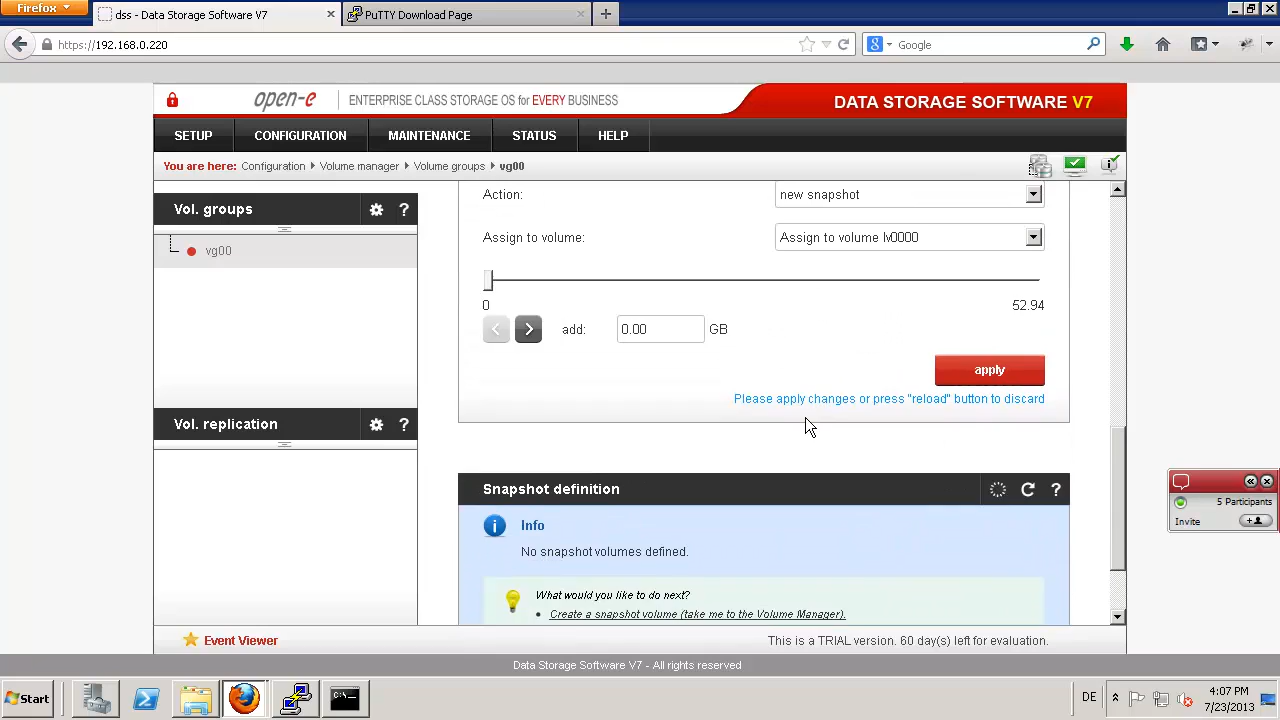 Firefox
dss - Data Storage Software V7
PuTTY Download Page
https://192.168.0.220
Google
open-e
ENTERPRISE CLASS STORAGE OS for EVERY BUSINESS
DATA STORAGE SOFTWARE V7
SETUP
CONFIGURATION
MAINTENANCE
STATUS
HELP
You are here: Configuration Volume manager Volume groups vg00
Vol. groups
?
vg00
Action:
new snapshot
Assign to volume:
Assign to volume lv0000
0
52.94
add:
0.00
GB
apply
Please apply changes or press "reload" button to discard
Vol. replication
?
Snapshot definition
?
Info
No snapshot volumes defined.
What would you like to do next?
• Create a snapshot volume (take me to the Volume Manager).
5 Participants
Invite
Event Viewer
This is a TRIAL version. 60 day(s) left for evaluation.
Data Storage Software V7 - All rights reserved
Start
DE
4:07 PM
7/23/2013